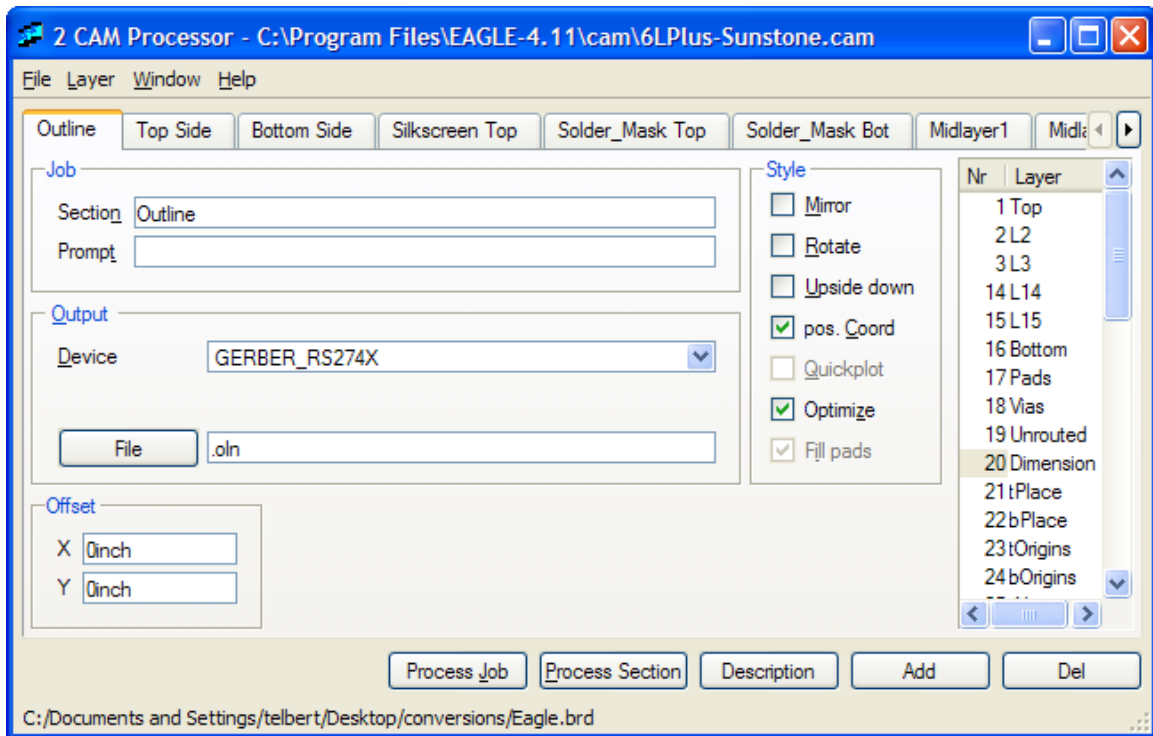 2 CAM Processor - C:\Program Files\EAGLE-4.11\cam\6LPlus-Sunstone.cam
File Layer Window Help
Outline Top Side Bottom Side Silkscreen Top Solder_Mask Top Solder_Mask Bot Midlayer1
Job
Section Outline
Prompt
Output
Device GERBER_RS274X
File .oln
Offset
X 0inch
Y 0inch
Style
Mirror
Rotate
Upside down
pos. Coord
Quickplot
Optimize
Fill pads
Nr Layer
1 Top
2 L2
3 L3
14 L14
15 L15
16 Bottom
17 Pads
18 Vias
19 Unrouted
20 Dimension
21 tPlace
22 bPlace
23 tOrigins
24 bOrigins
Process Job Process Section Description Add Del
C:/Documents and Settings/telbert/Desktop/conversions/Eagle.brd